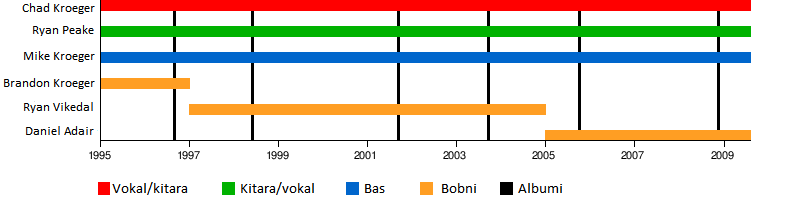 Chad Kroeger
Ryan Peake
Mike Kroeger
Brandon Kroeger
Ryan Vikedal
Daniel Adair
1995 1997 1999 2001 2003 2005 2007 2009
Vokal/kitara Kitara/vokal Bas Bobni Albumi